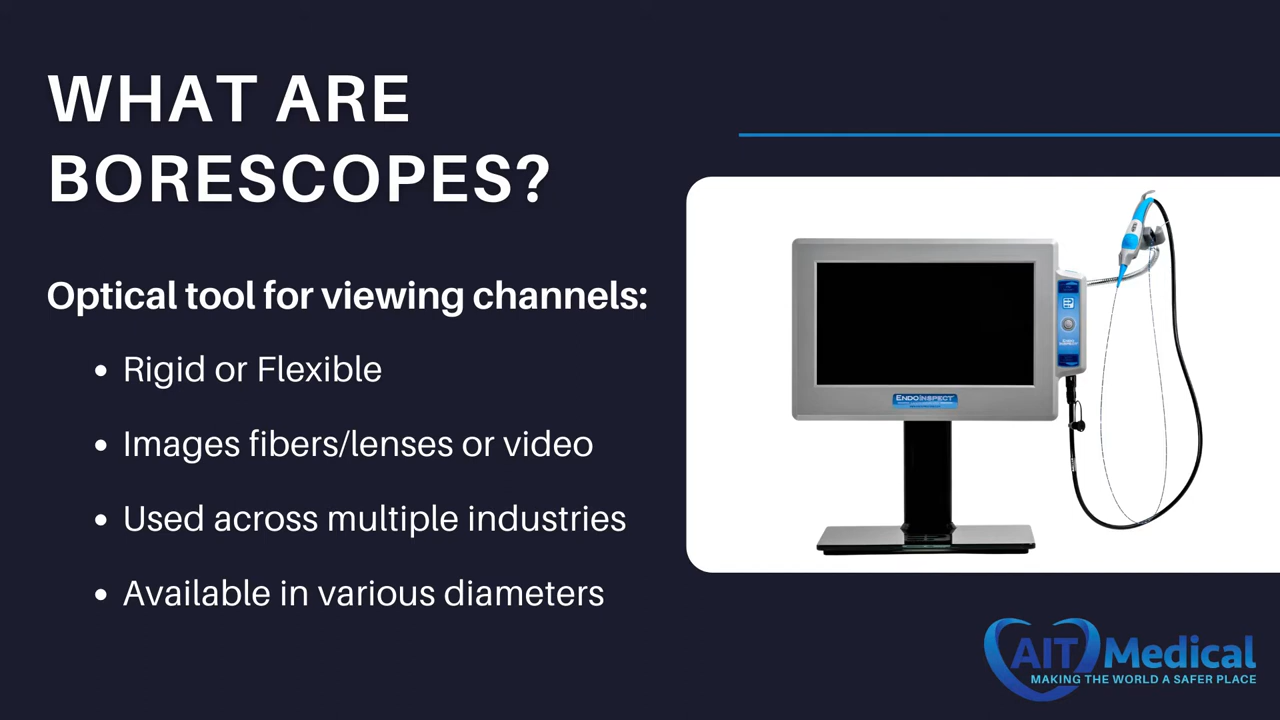 WHAT ARE
BORESCOPES?
Optical tool for viewing channels:
• Rigid or Flexible
• Images fibers/lenses or video
• Used across multiple industries
• Available in various diameters
ENDOINSPECT
AIT Medical
MAKING THE WORLD A SAFER PLACE